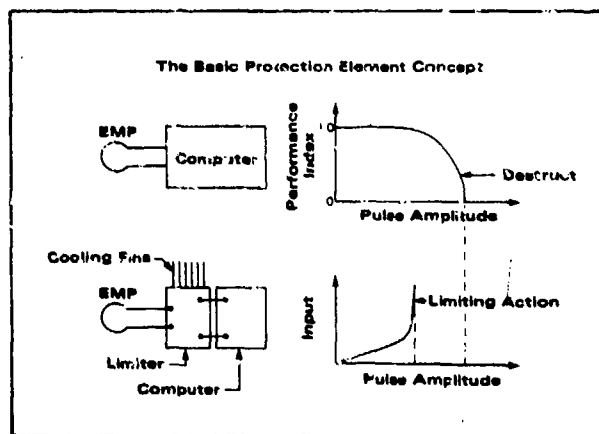 The Basic Protection Element Concept
EMP
Computer
Performance
Index
1 0
0
Destruct
Pulse Amplitude
Cooling Fins
EMP
Limiter
Computer
Input
Limiting Action
Pulse Amplitude